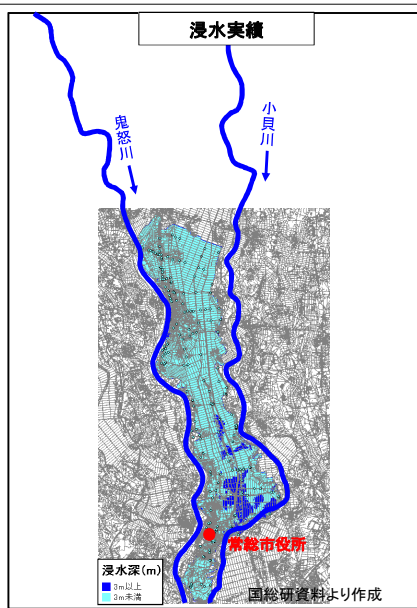 浸水実績
鬼怒川
小貝川
常総市役所
浸水深(m)
3m以上
3m未満
国総研資料より作成